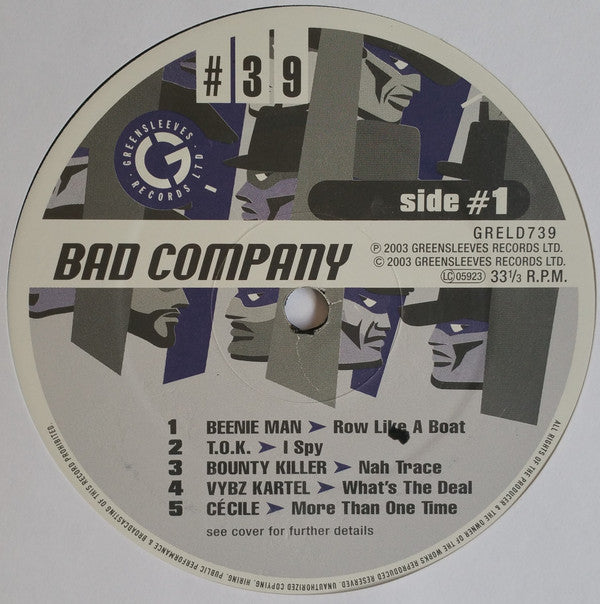 #39
GREENSLEEVES
RECORDS LTD.
G
side #1
GRELD739
℗ 2003 GREENSLEEVES RECORDS LTD.
© 2003 GREENSLEEVES RECORDS LTD.
LC 05923 33⅓ R.P.M.
BAD COMPANY
1 BEENIE MAN ➤ Row Like A Boat
2 T.O.K. ➤ I Spy
3 BOUNTY KILLER ➤ Nah Trace
4 VYBZ KARTEL ➤ What's The Deal
5 CÉCILE ➤ More Than One Time
see cover for further details
ALL RIGHTS OF THE PRODUCER & THE OWNER OF THE WORK REPRODUCED RESERVED. UNAUTHORIZED COPYING, HIRING, PUBLIC PERFORMANCE & BROADCASTING OF THIS RECORD PROHIBITED.